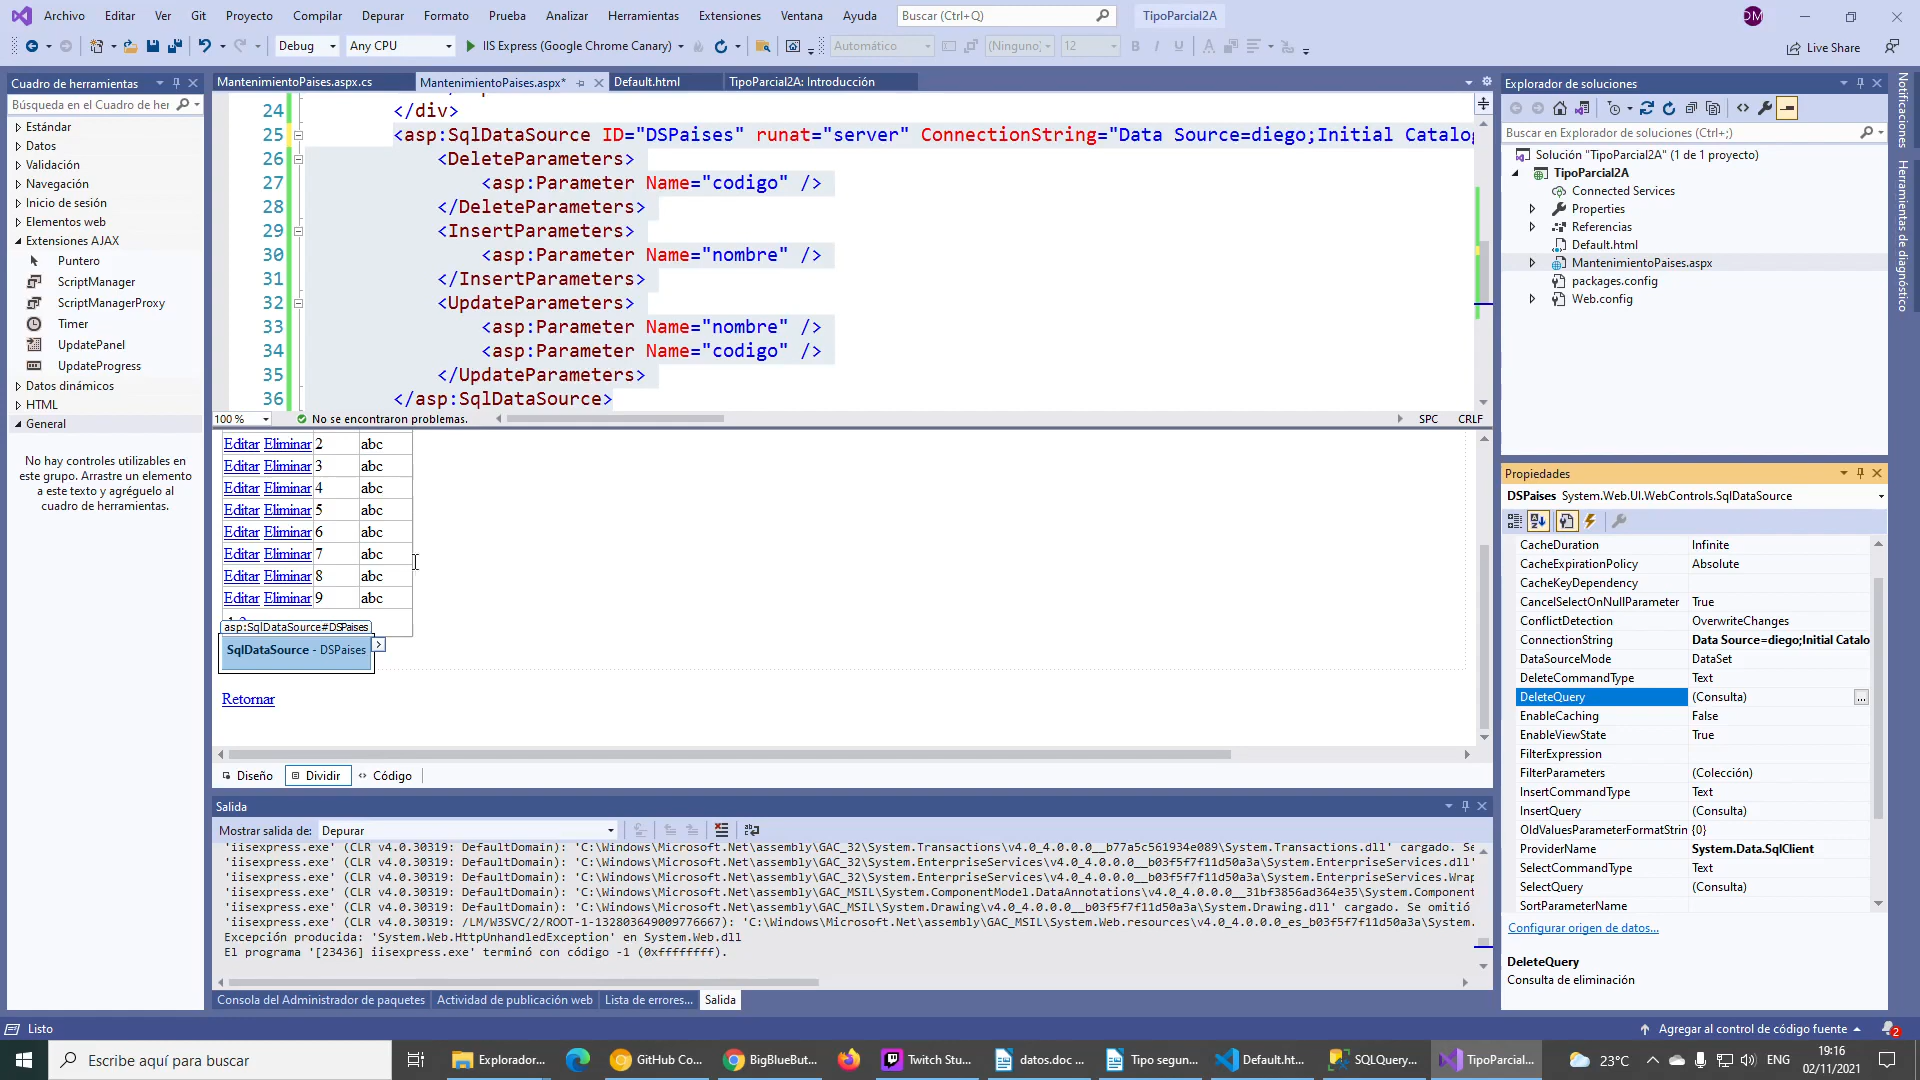 Archivo Editar Ver Git Proyecto Compilar Depurar Formato Prueba Analizar Herramientas Extensiones Ventana Ayuda Buscar (Ctrl+Q) TipoParcial2A DM
Debug Any CPU IIS Express (Google Chrome Canary) Automático (Ninguno) 12 Live Share
Cuadro de herramientas
Búsqueda en el Cuadro de her
Estándar
Datos
Validación
Navegación
Inicio de sesión
Elementos web
Extensiones AJAX
Puntero
ScriptManager
ScriptManagerProxy
Timer
UpdatePanel
UpdateProgress
Datos dinámicos
HTML
General
No hay controles utilizables en
este grupo. Arrastre un elemento
a este texto y agréguelo al
cuadro de herramientas.
MantenimientoPaises.aspx.cs MantenimientoPaises.aspx* Default.html TipoParcial2A: Introducción
24 </div>
25 <asp:SqlDataSource ID="DSPaises" runat="server" ConnectionString="Data Source=diego;Initial Catalog
26 <DeleteParameters>
27 <asp:Parameter Name="codigo" />
28 </DeleteParameters>
29 <InsertParameters>
30 <asp:Parameter Name="nombre" />
31 </InsertParameters>
32 <UpdateParameters>
33 <asp:Parameter Name="nombre" />
34 <asp:Parameter Name="codigo" />
35 </UpdateParameters>
36 </asp:SqlDataSource>
100 % No se encontraron problemas. SPC CRLF
Editar Eliminar 2 abc
Editar Eliminar 3 abc
Editar Eliminar 4 abc
Editar Eliminar 5 abc
Editar Eliminar 6 abc
Editar Eliminar 7 abc
Editar Eliminar 8 abc
Editar Eliminar 9 abc
asp:SqlDataSource#DSPaises
SqlDataSource - DSPaises
Retornar
Diseño Dividir Código
Salida
Mostrar salida de: Depurar
'iisexpress.exe' (CLR v4.0.30319: DefaultDomain): 'C:\Windows\Microsoft.Net\assembly\GAC_32\System.Transactions\v4.0_4.0.0.0__b77a5c561934e089\System.Transactions.dll' cargado. Se
'iisexpress.exe' (CLR v4.0.30319: DefaultDomain): 'C:\Windows\Microsoft.Net\assembly\GAC_32\System.EnterpriseServices\v4.0_4.0.0.0__b03f5f7f11d50a3a\System.EnterpriseServices.dll'
'iisexpress.exe' (CLR v4.0.30319: DefaultDomain): 'C:\Windows\Microsoft.Net\assembly\GAC_32\System.EnterpriseServices\v4.0_4.0.0.0__b03f5f7f11d50a3a\System.EnterpriseServices.Wrap
'iisexpress.exe' (CLR v4.0.30319: DefaultDomain): 'C:\Windows\Microsoft.Net\assembly\GAC_MSIL\System.ComponentModel.DataAnnotations\v4.0_4.0.0.0__31bf3856ad364e35\System.Component
'iisexpress.exe' (CLR v4.0.30319: DefaultDomain): 'C:\Windows\Microsoft.Net\assembly\GAC_MSIL\System.Drawing\v4.0_4.0.0.0__b03f5f7f11d50a3a\System.Drawing.dll' cargado. Se omitió
'iisexpress.exe' (CLR v4.0.30319: /LM/W3SVC/2/ROOT-1-132803649009776667): 'C:\Windows\Microsoft.Net\assembly\GAC_MSIL\System.Web.resources\v4.0_4.0.0.0_es_b03f5f7f11d50a3a\System.
Excepción producida: 'System.Web.HttpUnhandledException' en System.Web.dll
El programa '[23436] iisexpress.exe' terminó con código -1 (0xffffffff).
Consola del Administrador de paquetes Actividad de publicación web Lista de errores... Salida
Explorador de soluciones
Buscar en Explorador de soluciones (Ctrl+;)
Solución "TipoParcial2A" (1 de 1 proyecto)
TipoParcial2A
Connected Services
Properties
Referencias
Default.html
MantenimientoPaises.aspx
packages.config
Web.config
Propiedades
DSPaises System.Web.UI.WebControls.SqlDataSource
CacheDuration Infinite
CacheExpirationPolicy Absolute
CacheKeyDependency
CancelSelectOnNullParameter True
ConflictDetection OverwriteChanges
ConnectionString Data Source=diego;Initial Catalo
DataSourceMode DataSet
DeleteCommandType Text
DeleteQuery (Consulta) ...
EnableCaching False
EnableViewState True
FilterExpression
FilterParameters (Colección)
InsertCommandType Text
InsertQuery (Consulta)
OldValuesParameterFormatStrin {0}
ProviderName System.Data.SqlClient
SelectCommandType Text
SelectQuery (Consulta)
SortParameterName
Configurar origen de datos...
DeleteQuery
Consulta de eliminación
Notificaciones
Herramientas de diagnóstico
Listo Agregar al control de código fuente 2
Escribe aquí para buscar Explorador... GitHub Co... BigBlueBut... Twitch Stu... datos.doc ... Tipo segun... Default.ht... SQLQuery... TipoParcial... 23°C ENG 19:16
02/11/2021